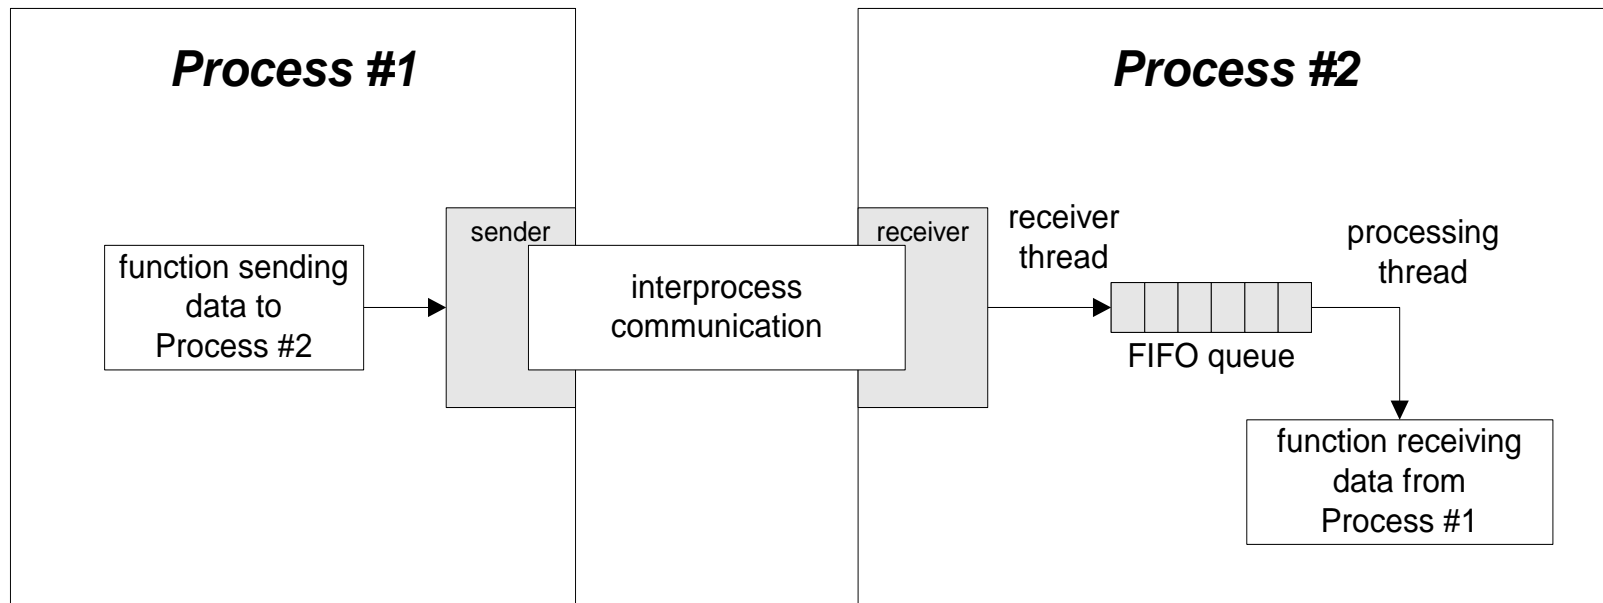 Process #1
Process #2
sender
function sending
data to
Process #2
interprocess
communication
receiver
receiver
thread
processing
thread
FIFO queue
function receiving
data from
Process #1